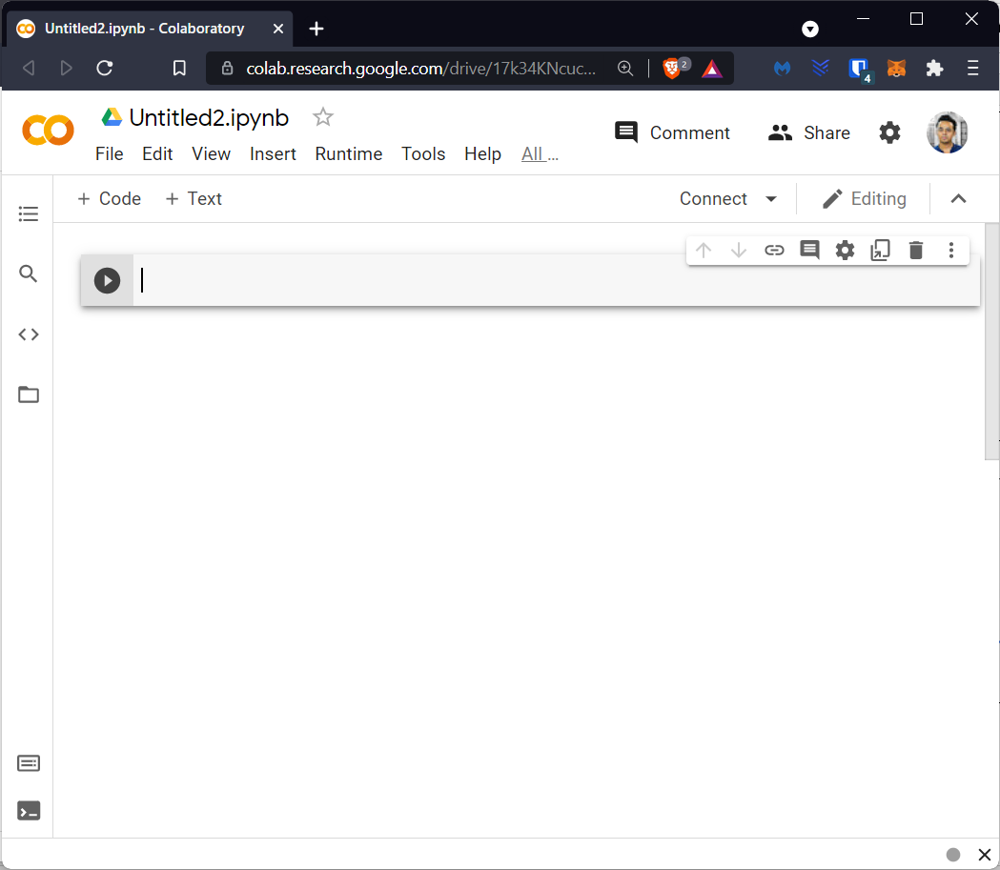 Untitled2.ipynb - Colaboratory
colab.research.google.com/drive/17k34KNcuc...
2
4
Untitled2.ipynb
Comment
Share
File Edit View Insert Runtime Tools Help All ...
+ Code + Text
Connect
Editing